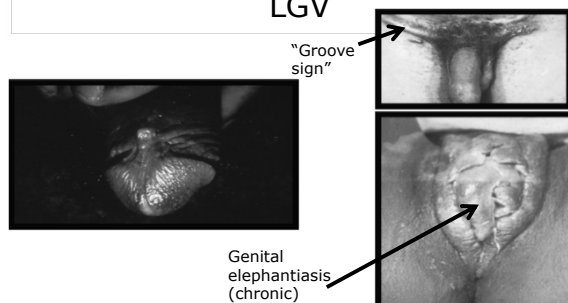 LGV
“Groove
sign”
Genital
elephantiasis
(chronic)